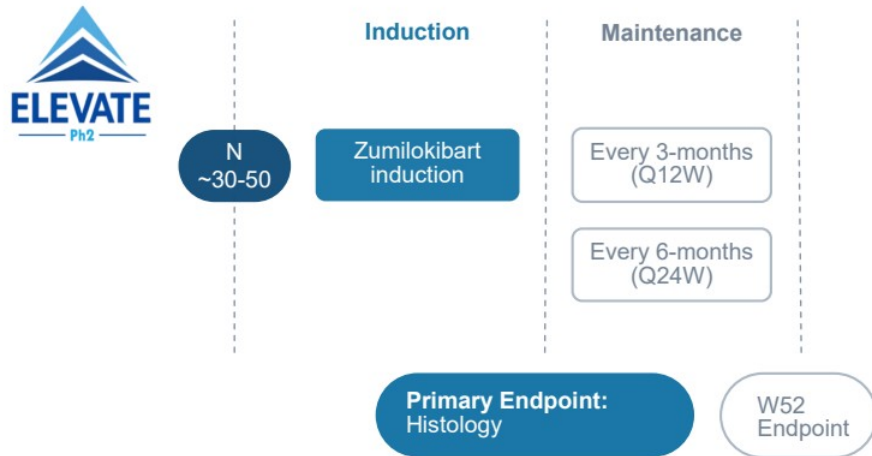 ELEVATE
Ph2
Induction
Maintenance
N
~30-50
Zumilokibart
induction
Every 3-months
(Q12W)
Every 6-months
(Q24W)
Primary Endpoint:
Histology
W52
Endpoint